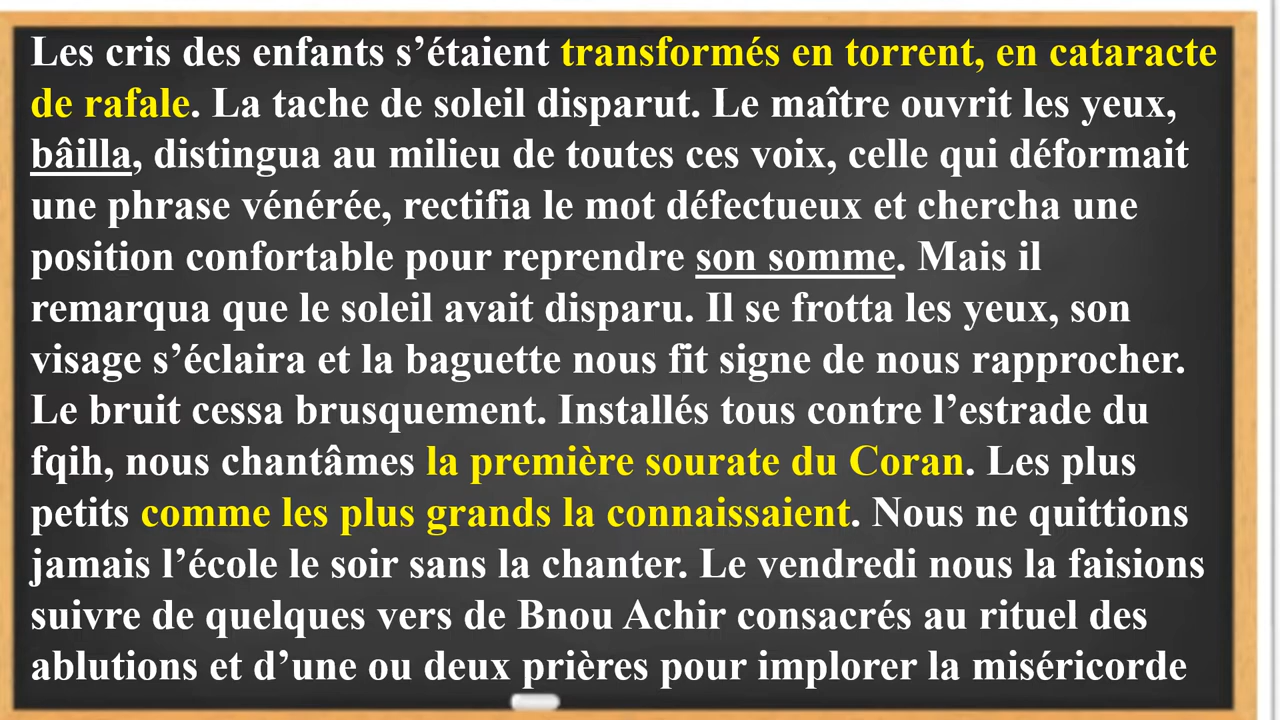 Les cris des enfants s’étaient transformés en torrent, en cataracte
de rafale. La tache de soleil disparut. Le maître ouvrit les yeux,
bâilla, distingua au milieu de toutes ces voix, celle qui déformait
une phrase vénérée, rectifia le mot défectueux et chercha une
position confortable pour reprendre son somme. Mais il
remarqua que le soleil avait disparu. Il se frotta les yeux, son
visage s’éclaira et la baguette nous fit signe de nous rapprocher.
Le bruit cessa brusquement. Installés tous contre l’estrade du
fqih, nous chantâmes la première sourate du Coran. Les plus
petits comme les plus grands la connaissaient. Nous ne quittions
jamais l’école le soir sans la chanter. Le vendredi nous la faisions
suivre de quelques vers de Bnou Achir consacrés au rituel des
ablutions et d’une ou deux prières pour implorer la miséricorde